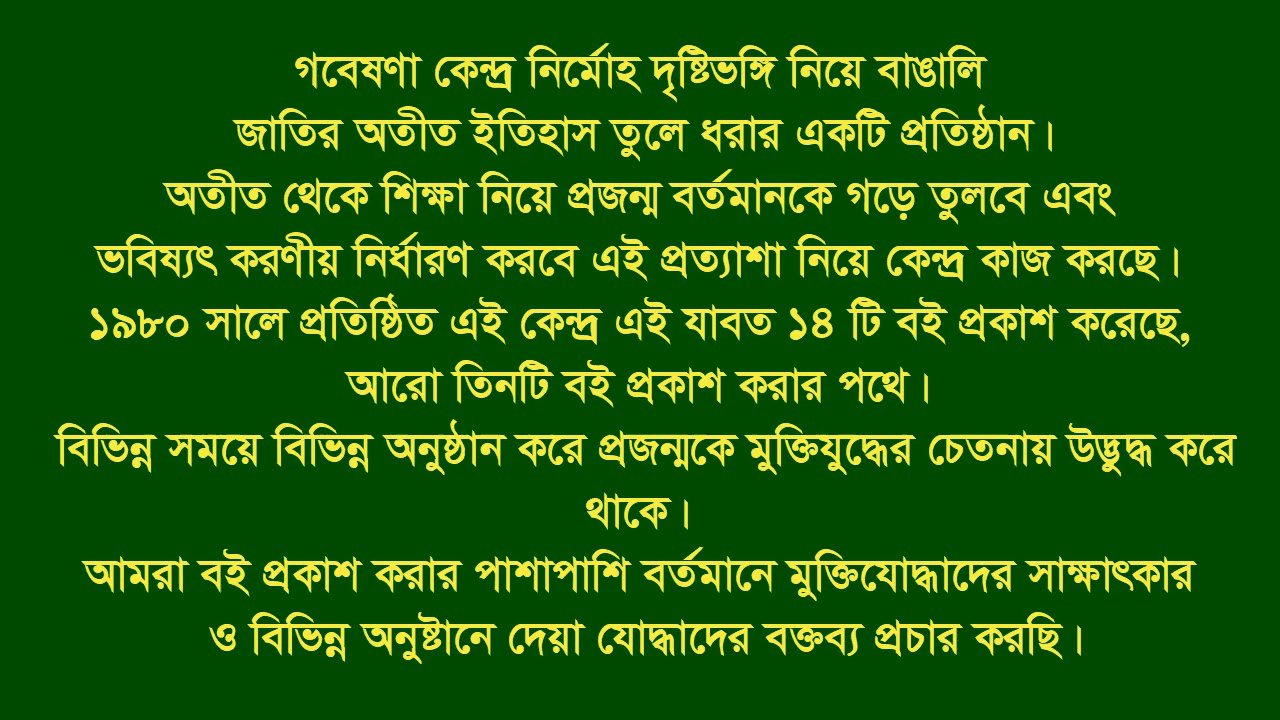 গবেষণা কেন্দ্র নির্মোহ দৃষ্টিভঙ্গি নিয়ে বাঙালি
জাতির অতীত ইতিহাস তুলে ধরার একটি প্রতিষ্ঠান।
অতীত থেকে শিক্ষা নিয়ে প্রজন্ম বর্তমানকে গড়ে তুলবে এবং
ভবিষ্যৎ করণীয় নির্ধারণ করবে এই প্রত্যাশা নিয়ে কেন্দ্র কাজ করছে।
১৯৮০ সালে প্রতিষ্ঠিত এই কেন্দ্র এই যাবত ১৪ টি বই প্রকাশ করেছে,
আরো তিনটি বই প্রকাশ করার পথে।
বিভিন্ন সময়ে বিভিন্ন অনুষ্ঠান করে প্রজন্মকে মুক্তিযুদ্ধের চেতনায় উদ্ভুদ্ধ করে
থাকে।
আমরা বই প্রকাশ করার পাশাপাশি বর্তমানে মুক্তিযোদ্ধাদের সাক্ষাৎকার
ও বিভিন্ন অনুষ্টানে দেয়া যোদ্ধাদের বক্তব্য প্রচার করছি।